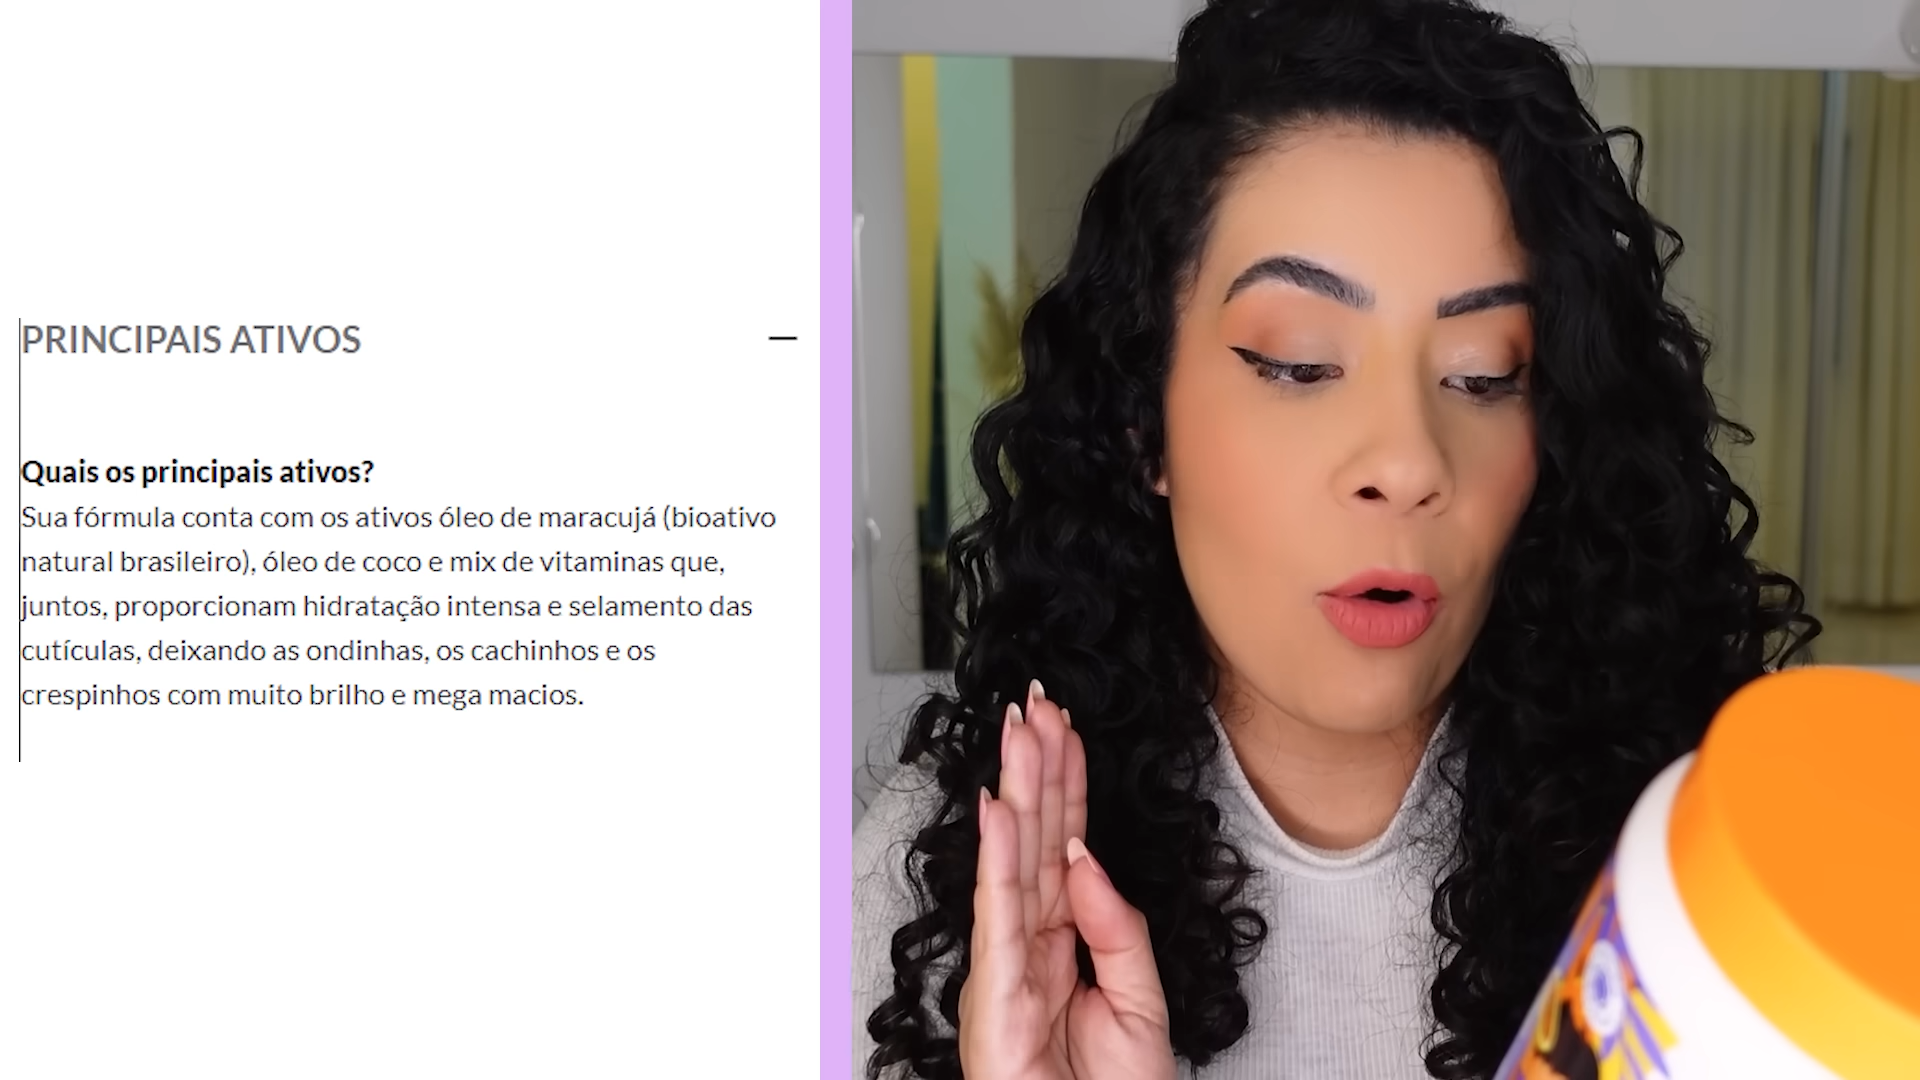 PRINCIPAIS ATIVOS
Quais os principais ativos?
Sua fórmula conta com os ativos óleo de maracujá (bioativo
natural brasileiro), óleo de coco e mix de vitaminas que,
juntos, proporcionam hidratação intensa e selamento das
cutículas, deixando as ondinhas, os cachinhos e os
crespinhos com muito brilho e mega macios.